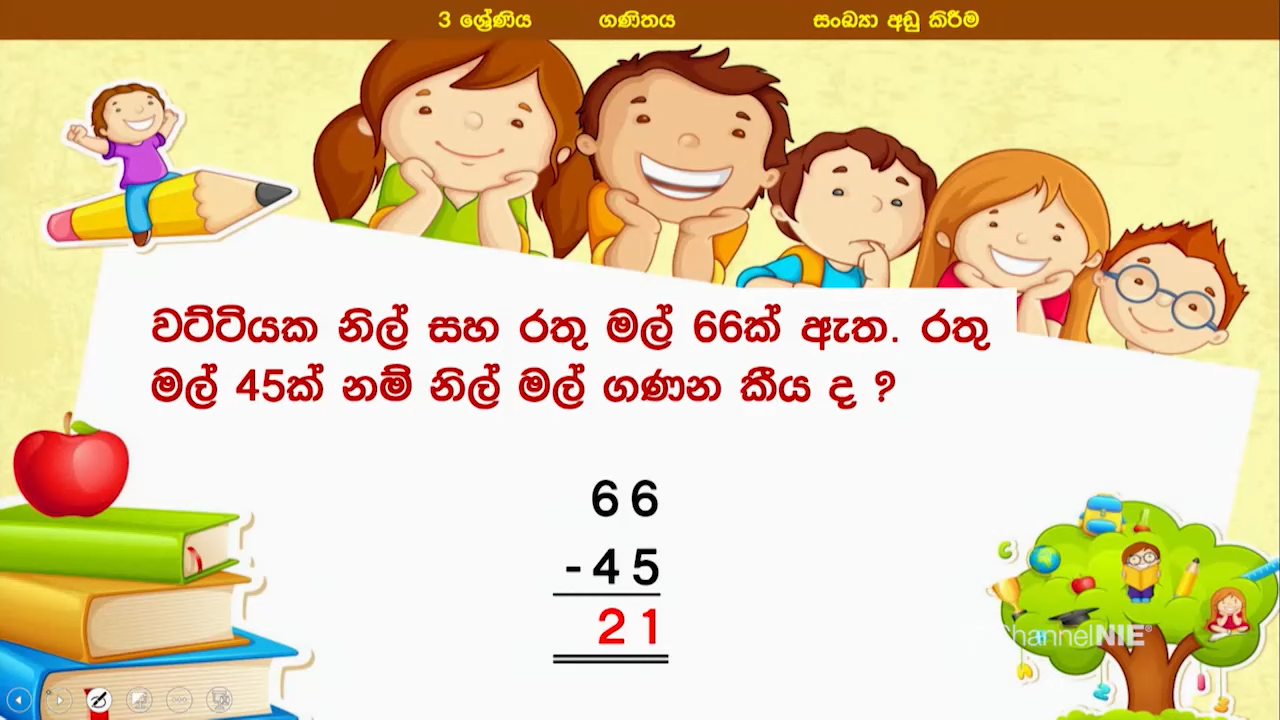 3 ශ්‍රේණිය ගණිතය සංඛ්‍යා අඩු කිරීම
වට්ටියක නිල් සහ රතු මල් 66ක් ඇත. රතු
මල් 45ක් නම් නිල් මල් ගණන කීය ද ?
66
- 45
21
ChannelNIE®